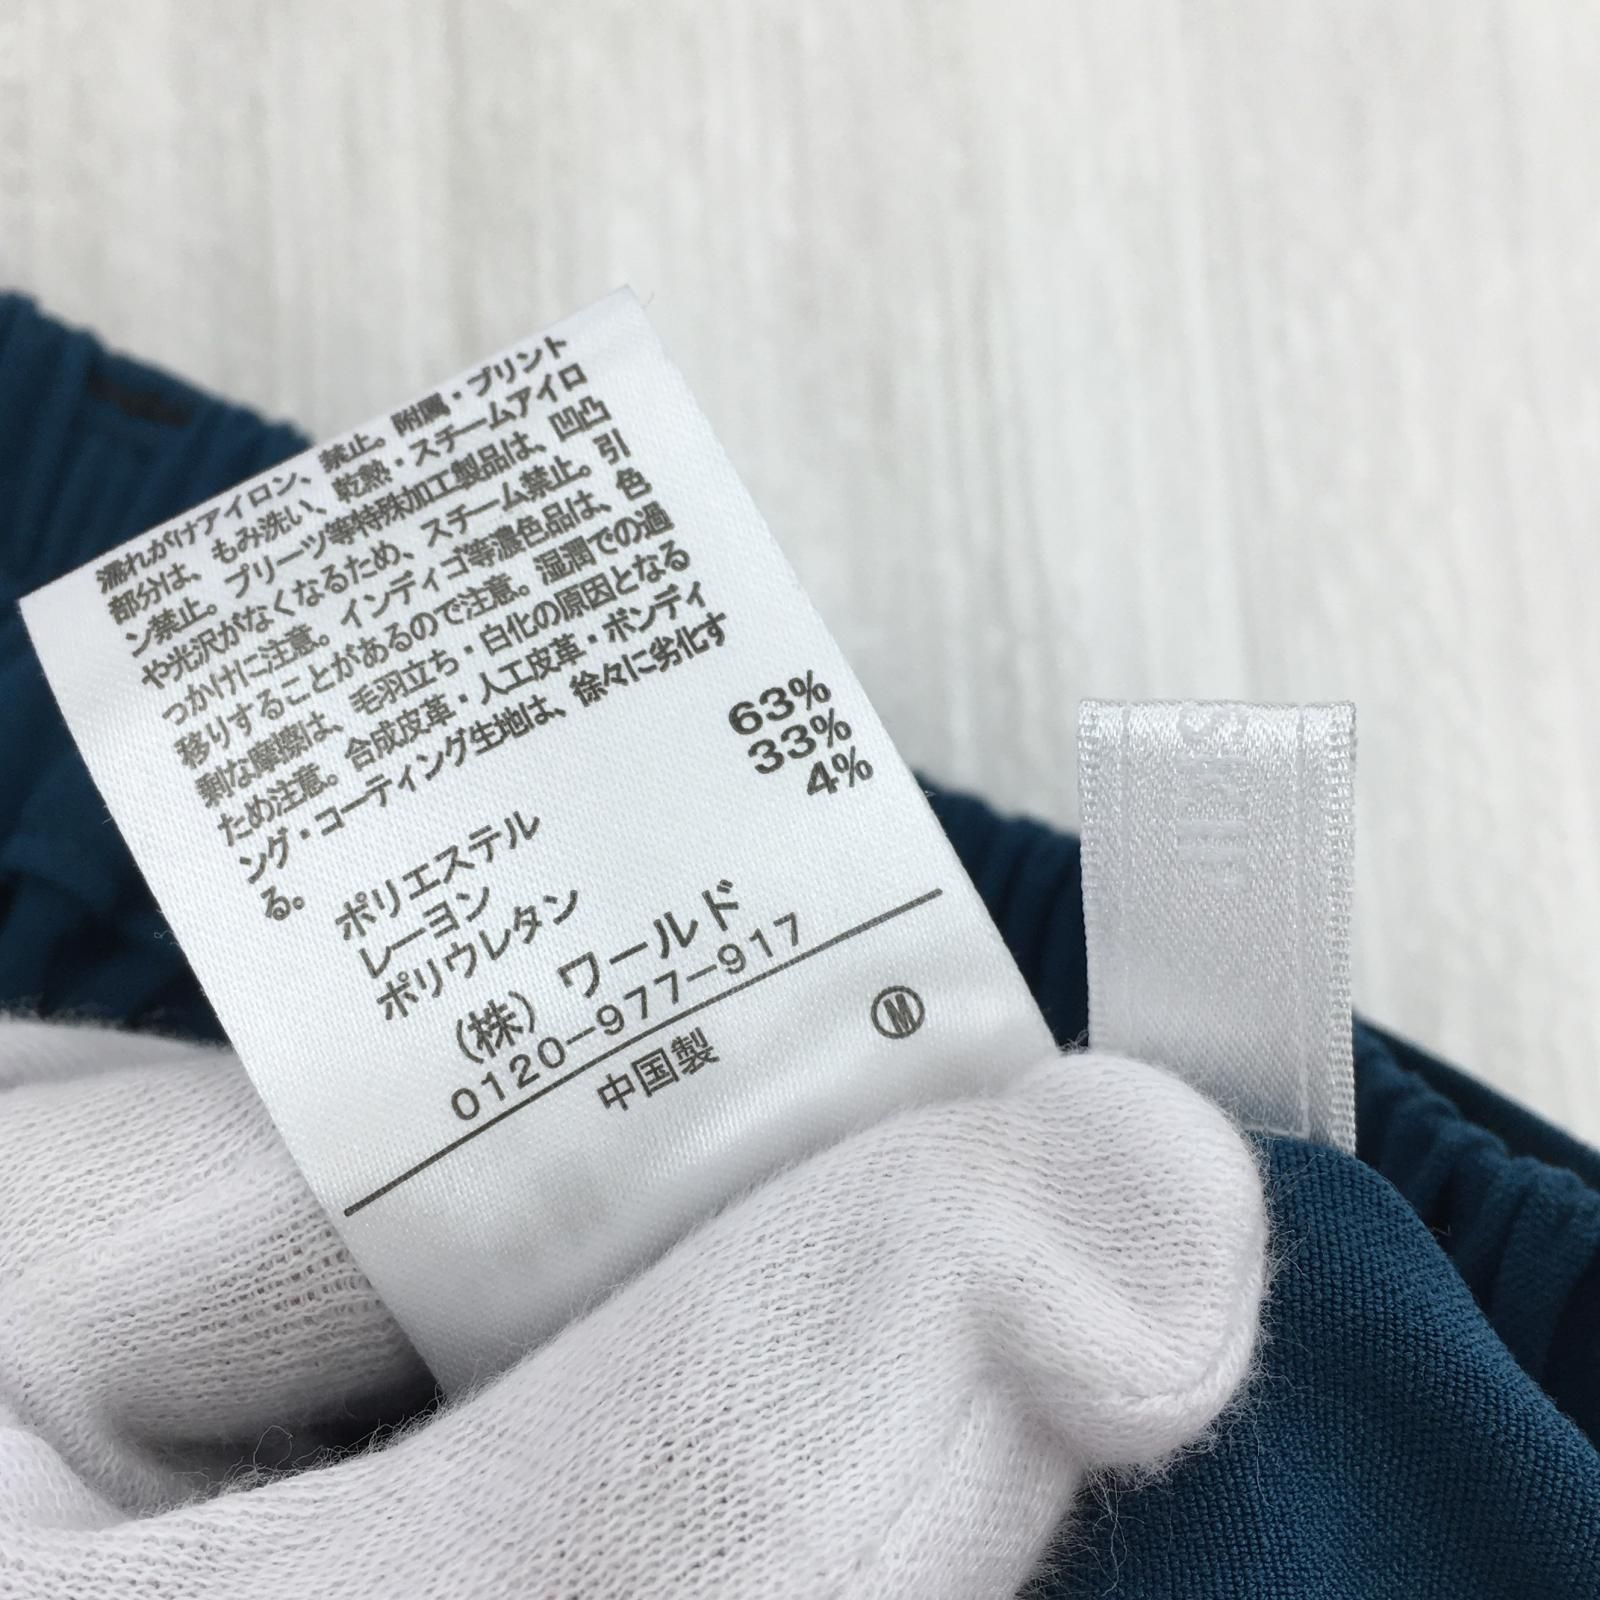 濡れがけアイロン、禁止。附属・プリント
部分は、もみ洗い、乾熱・スチームアイロ
ン禁止。プリーツ等特殊加工製品は、凹凸
や光沢がなくなるため、スチーム禁止。引
っかけに注意。インディゴ等濃色品は、色
移りすることがあるので注意。湿潤での過
剰な摩擦は、毛羽立ち・白化の原因となる
ため注意。合成皮革・人工皮革・ボンディ
ング・コーティング生地は、徐々に劣化す
る。
ポリエステル 63%
レーヨン 33%
ポリウレタン 4%
(株) ワールド
0120-977-917
中国製
M